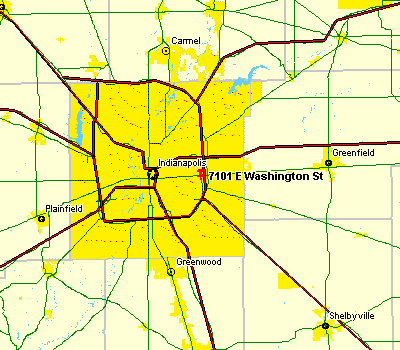 Carmel
Indianapolis
Greenfield
7101 E Washington St
Plainfield
Greenwood
Shelbyville